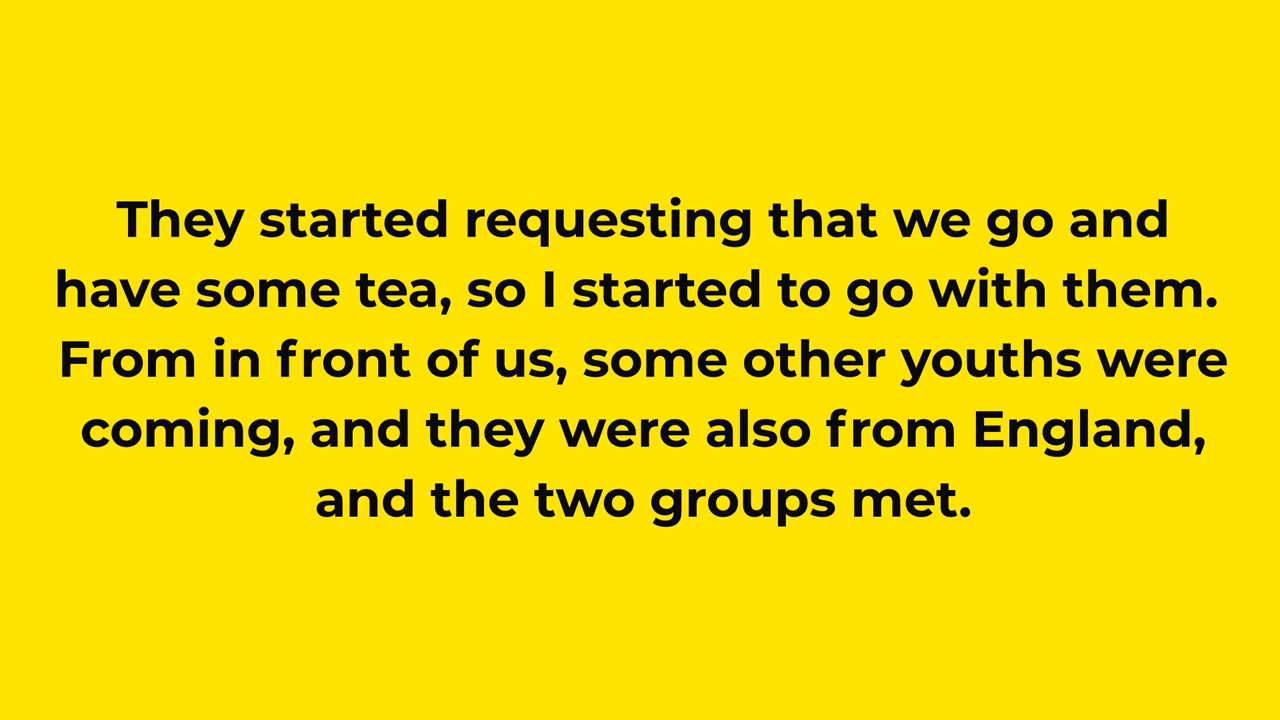 They started requesting that we go and
have some tea, so I started to go with them.
From in front of us, some other youths were
coming, and they were also from England,
and the two groups met.